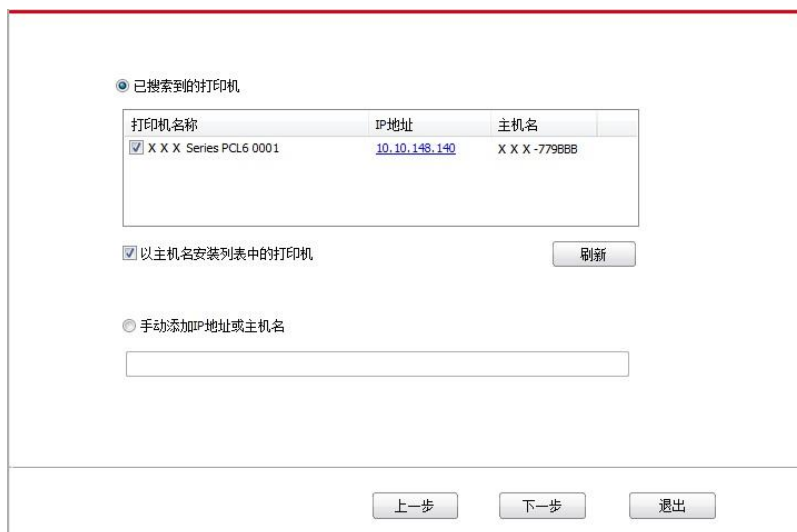 已搜索到的打印机
打印机名称 IP地址 主机名
X X X Series PCL6 0001 10.10.148.140 X X X -779BBB
以主机名安装列表中的打印机 刷新
手动添加IP地址或主机名
上一步 下一步 退出